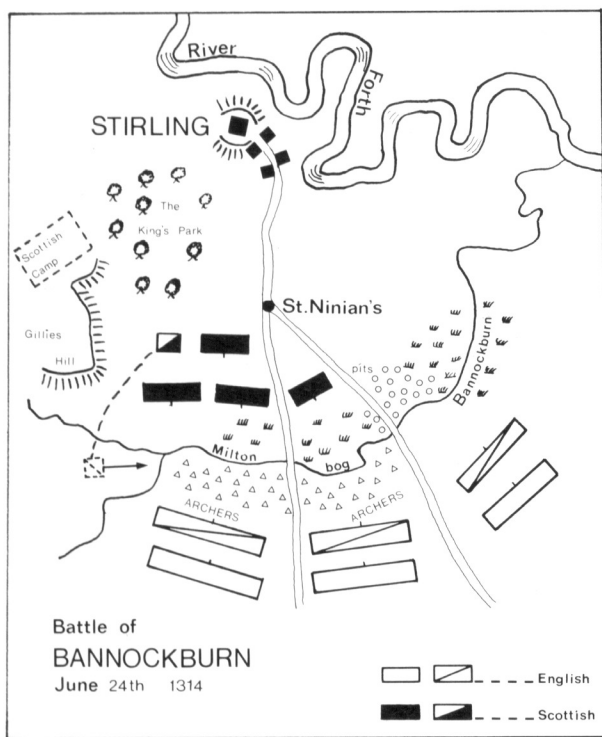 River
Forth
STIRLING
The
King's Park
Scottish
Camp
St. Ninian's
Gillies
Hill
pits
Bannockburn
Milton bog
ARCHERS ARCHERS
Battle of
BANNOCKBURN
June 24th 1314
English
Scottish